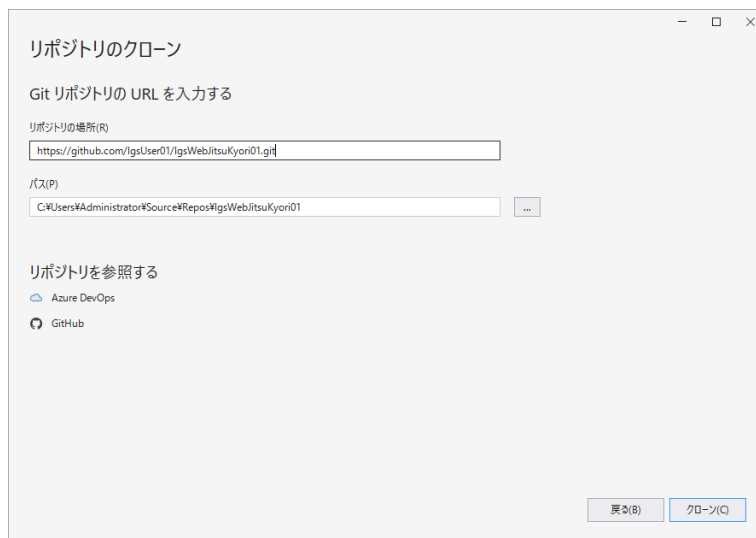 リポジトリのクローン
Git リポジトリの URL を入力する
リポジトリの場所(R)
https://github.com/IgsUser01/IgsWebJitsuKyori01.git
パス(P)
C:¥Users¥Administrator¥Source¥Repos¥IgsWebJitsuKyori01
...
リポジトリを参照する
Azure DevOps
GitHub
戻る(B) クローン(C)